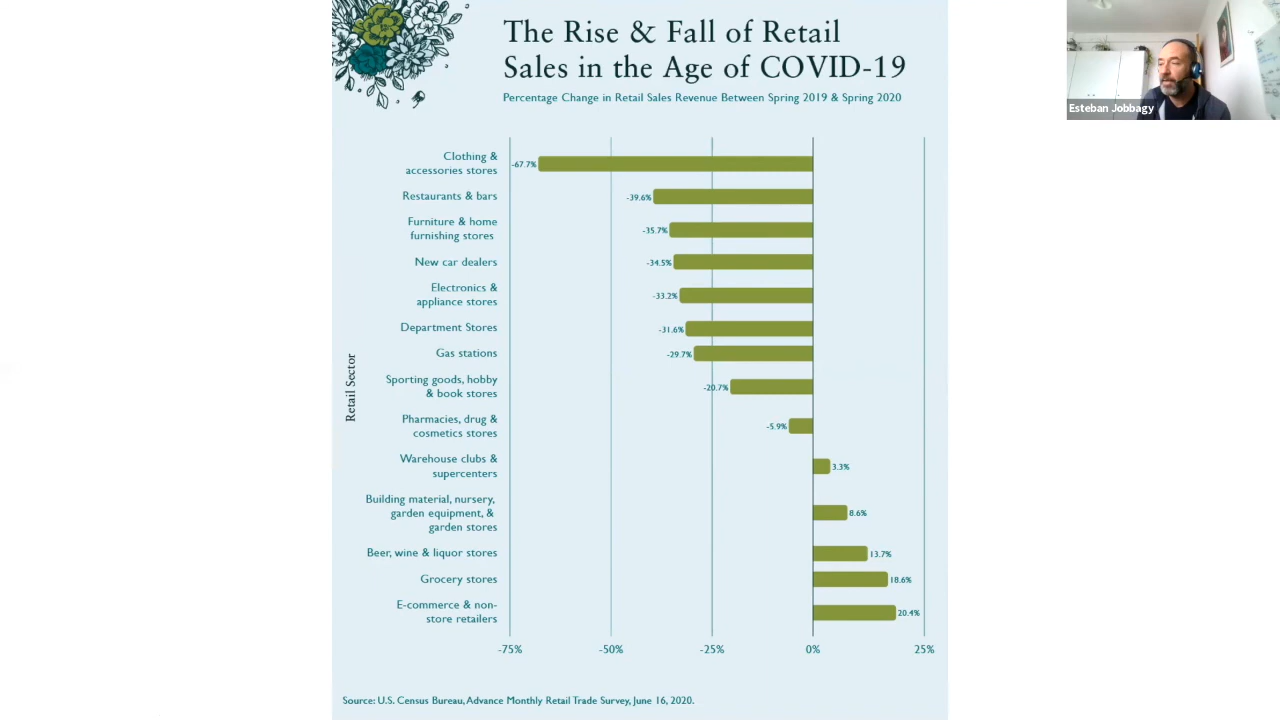 The Rise & Fall of Retail
Sales in the Age of COVID-19
Percentage Change in Retail Sales Revenue Between Spring 2019 & Spring 2020
Esteban Jobbagy
Retail Sector
Clothing &
accessories stores
-67.7%
Restaurants & bars
-39.6%
Furniture & home
furnishing stores
-35.7%
New car dealers
-34.5%
Electronics &
appliance stores
-33.2%
Department Stores
-31.6%
Gas stations
-29.7%
Sporting goods, hobby
& book stores
-20.7%
Pharmacies, drug &
cosmetics stores
-5.9%
Warehouse clubs &
supercenters
3.3%
Building material, nursery,
garden equipment, &
garden stores
8.6%
Beer, wine & liquor stores
13.7%
Grocery stores
18.6%
E-commerce & non-
store retailers
20.4%
-75% -50% -25% 0% 25%
Source: U.S. Census Bureau, Advance Monthly Retail Trade Survey, June 16, 2020.